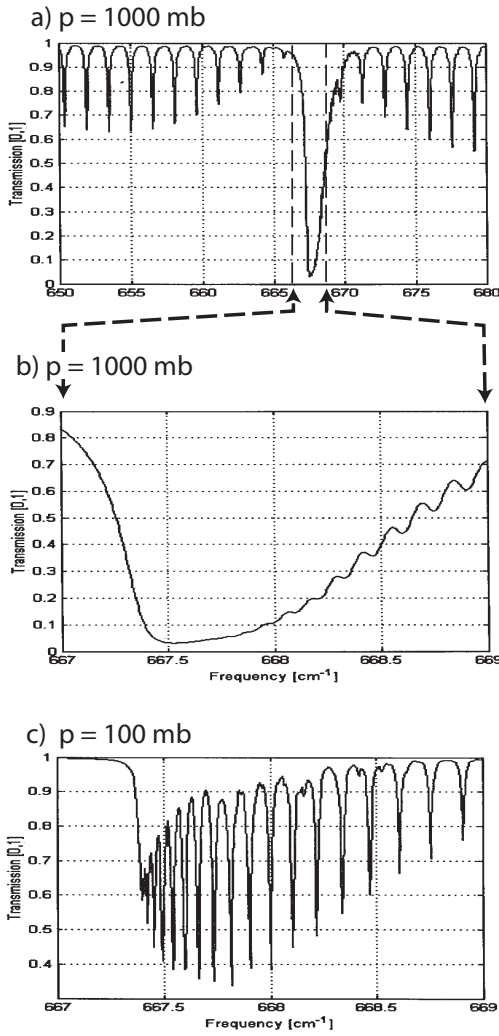 a) p = 1000 mb
1
0.9
0.8
0.7
0.6
0.5
0.4
0.3
0.2
0.1
0
Transmission [0,1]
650 655 660 665 670 675 680
b) p = 1000 mb
0.9
0.8
0.7
0.6
0.5
0.4
0.3
0.2
0.1
0
Transmission [0,1]
667 667.5 668 668.5 669
Frequency [cm⁻¹]
c) p = 100 mb
1
0.9
0.8
0.7
0.6
0.5
0.4
Transmission [0,1]
667 667.5 668 668.5 669
Frequency [cm⁻¹]